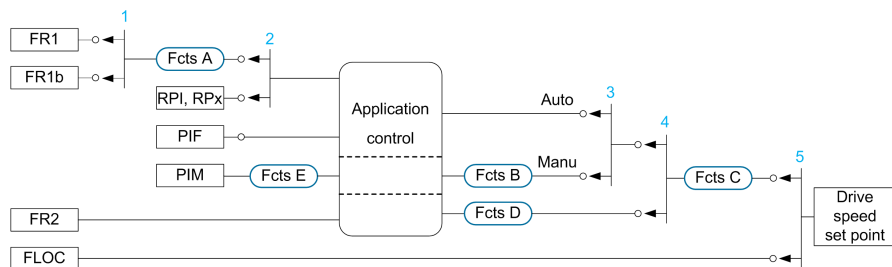 1
FR1
2
Fcts A
FR1b
RPI, RPx
Application
control
Auto
3
4
PIF
Manu
5
PIM
Fcts E
Fcts B
Fcts C
Drive
speed
set point
FR2
Fcts D
FLOC